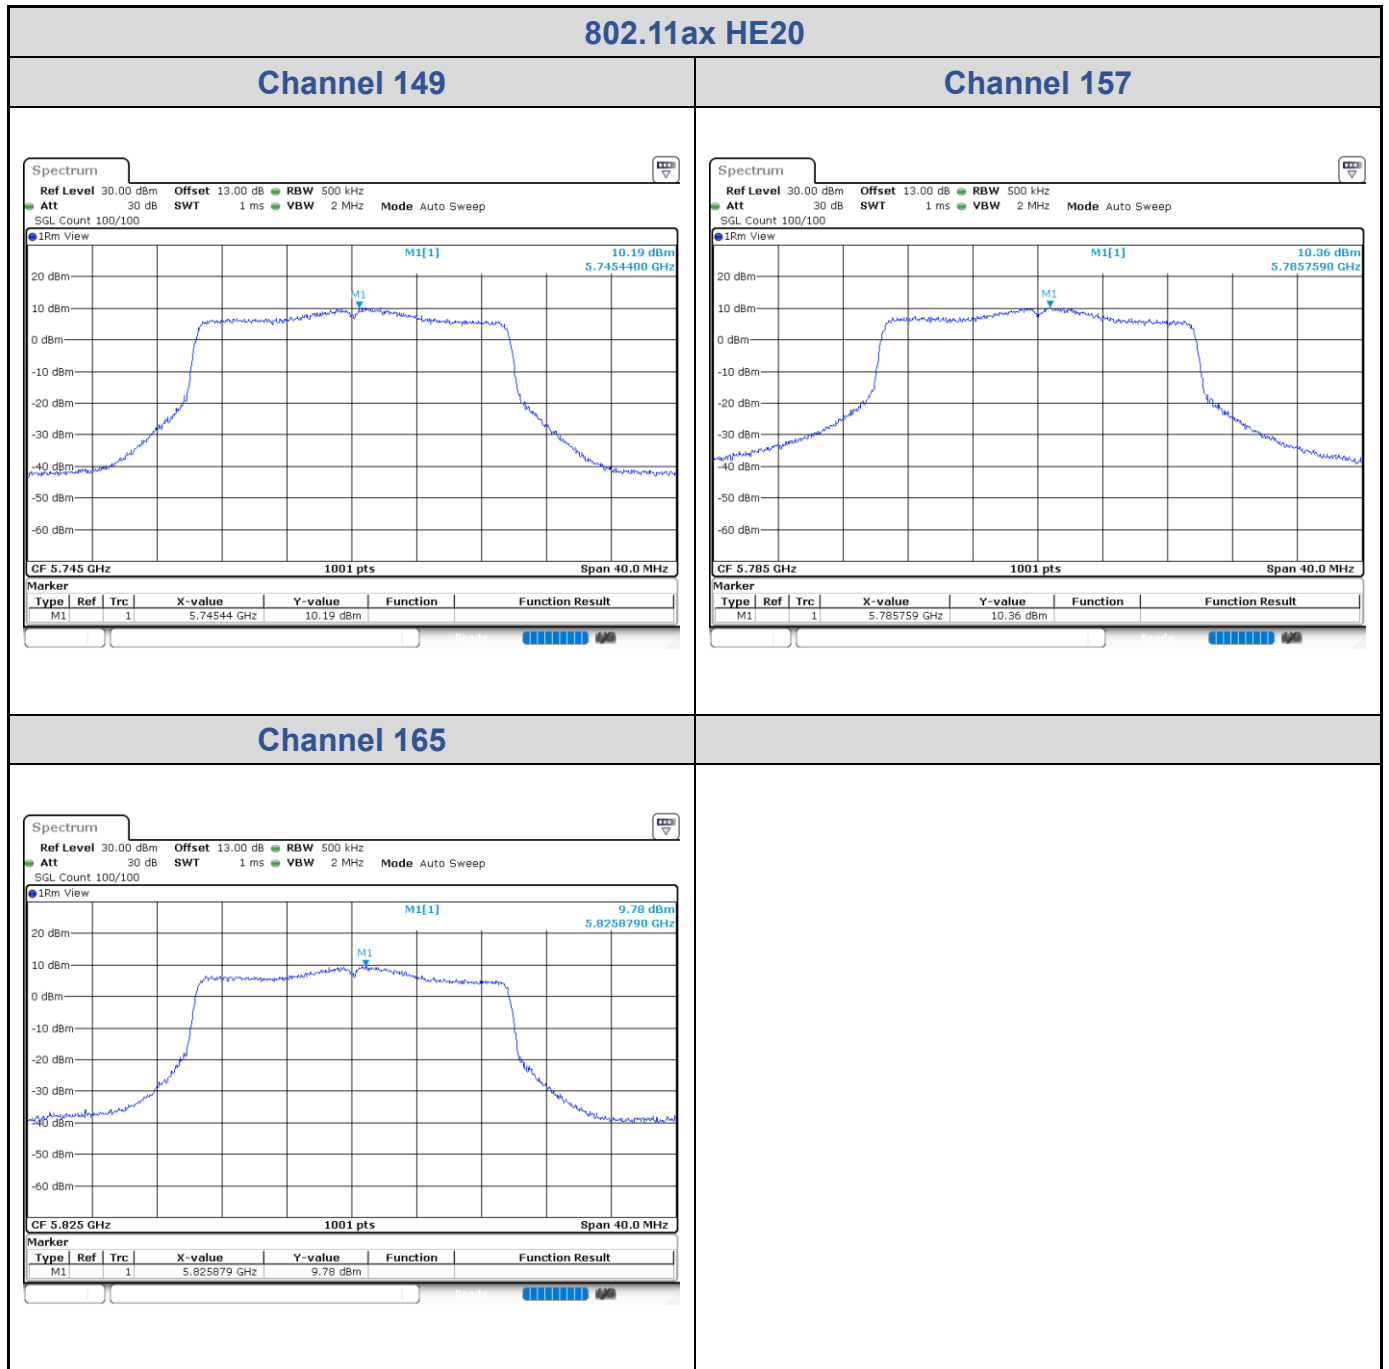 802.11ax HE20
Channel 149
Spectrum
Ref Level 30.00 dBm Offset 13.00 dB RBW 500 kHz
Att 30 dB SWT 1 ms VBW 2 MHz Mode Auto Sweep
SGL Count 100/100
1Rm View
M1[1] 10.19 dBm
5.7454400 GHz
20 dBm
M1
10 dBm
0 dBm
-10 dBm
-20 dBm
-30 dBm
-40 dBm
-50 dBm
-60 dBm
CF 5.745 GHz 1001 pts Span 40.0 MHz
Marker
Type Ref Trc X-value Y-value Function Function Result
M1 1 5.74544 GHz 10.19 dBm
Ready
Channel 157
Spectrum
Ref Level 30.00 dBm Offset 13.00 dB RBW 500 kHz
Att 30 dB SWT 1 ms VBW 2 MHz Mode Auto Sweep
SGL Count 100/100
1Rm View
M1[1] 10.36 dBm
5.7857590 GHz
20 dBm
M1
10 dBm
0 dBm
-10 dBm
-20 dBm
-30 dBm
-40 dBm
-50 dBm
-60 dBm
CF 5.785 GHz 1001 pts Span 40.0 MHz
Marker
Type Ref Trc X-value Y-value Function Function Result
M1 1 5.785759 GHz 10.36 dBm
Ready
Channel 165
Spectrum
Ref Level 30.00 dBm Offset 13.00 dB RBW 500 kHz
Att 30 dB SWT 1 ms VBW 2 MHz Mode Auto Sweep
SGL Count 100/100
1Rm View
M1[1] 9.78 dBm
5.8258790 GHz
20 dBm
M1
10 dBm
0 dBm
-10 dBm
-20 dBm
-30 dBm
-40 dBm
-50 dBm
-60 dBm
CF 5.825 GHz 1001 pts Span 40.0 MHz
Marker
Type Ref Trc X-value Y-value Function Function Result
M1 1 5.825879 GHz 9.78 dBm
Ready